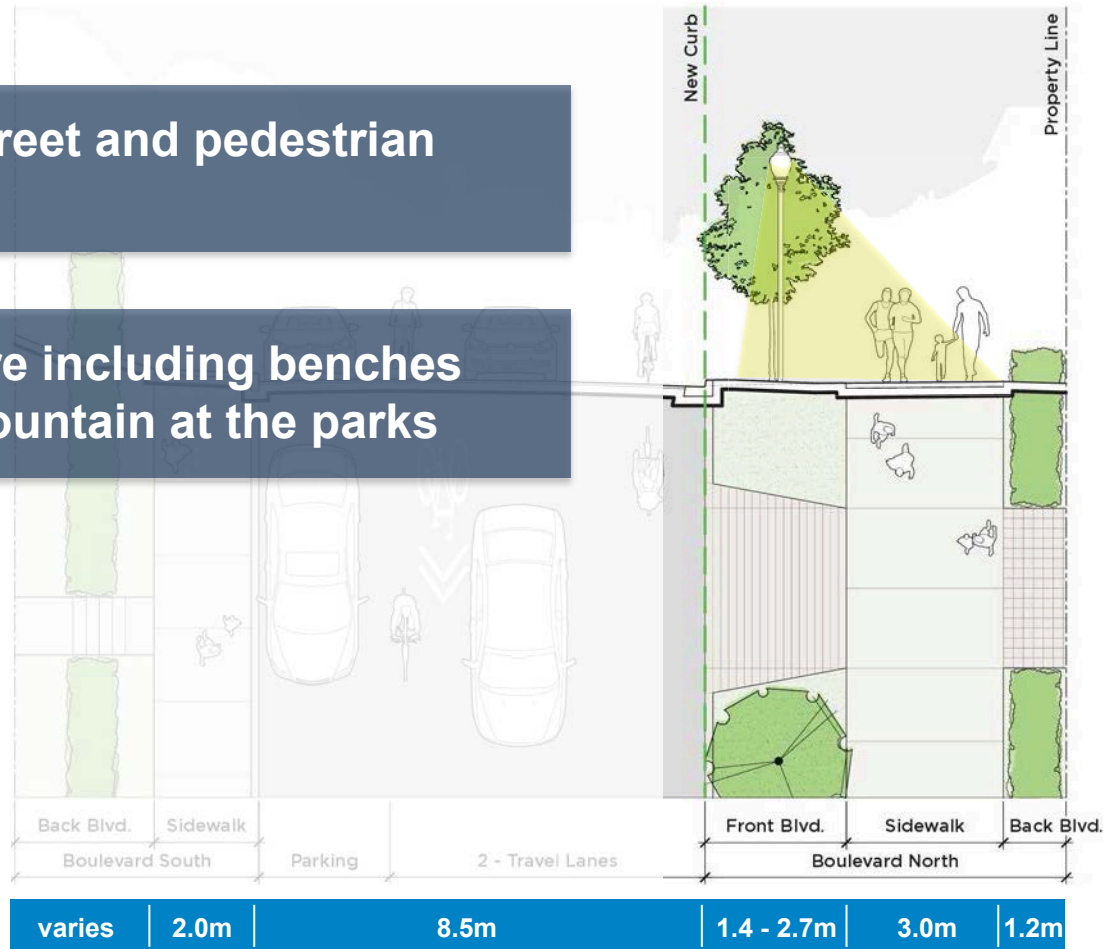 New Curb
Property Line
reet and pedestrian
re including benches
ountain at the parks
Back Blvd.
Sidewalk
Front Blvd.
Sidewalk
Back Blvd.
Boulevard South
Parking
2 - Travel Lanes
Boulevard North
varies
2.0m
8.5m
1.4 - 2.7m
3.0m
1.2m